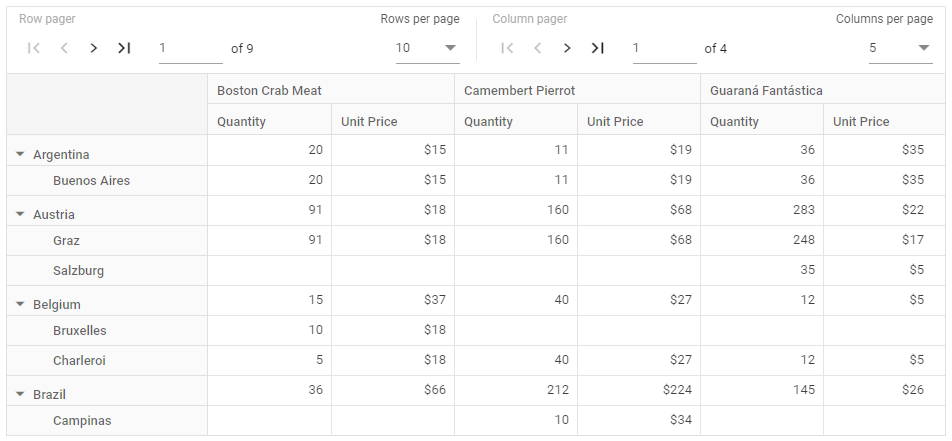 Row pager Rows per page Column pager Columns per page
1 of 9 10 1 of 4 5
Boston Crab Meat Camembert Pierrot Guaraná Fantástica
Quantity Unit Price Quantity Unit Price Quantity Unit Price
Argentina 20 $15 11 $19 36 $35
Buenos Aires 20 $15 11 $19 36 $35
Austria 91 $18 160 $68 283 $22
Graz 91 $18 160 $68 248 $17
Salzburg 35 $5
Belgium 15 $37 40 $27 12 $5
Bruxelles 10 $18
Charleroi 5 $18 40 $27 12 $5
Brazil 36 $66 212 $224 145 $26
Campinas 10 $34